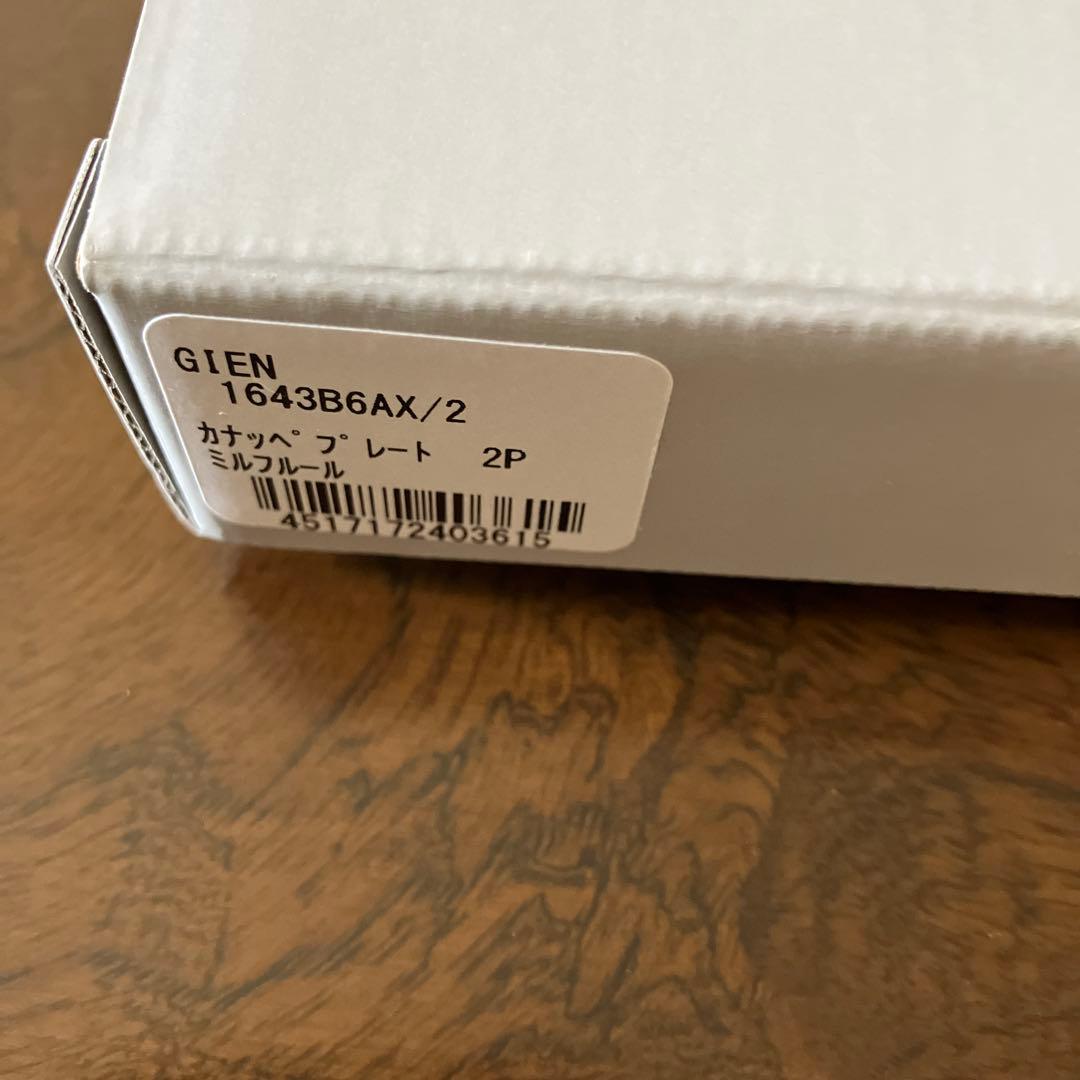 GIEN
1643B6AX/2
ｶﾅｯﾍﾟﾌﾟﾚｰﾄ 2P
ﾐﾙﾌﾙｰﾙ
4517172403615